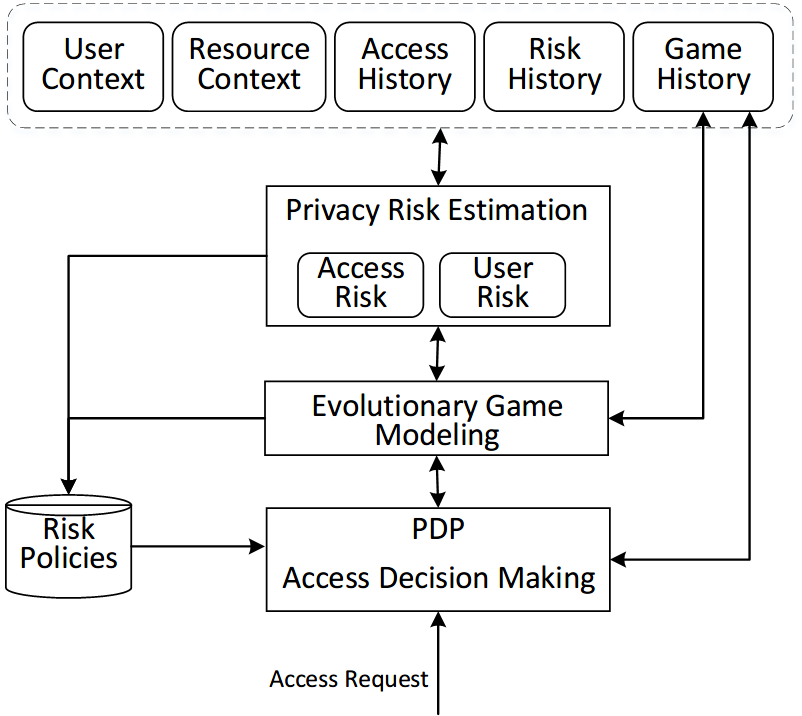 User
Context
Resource
Context
Access
History
Risk
History
Game
History
Privacy Risk Estimation
Access
Risk
User
Risk
Evolutionary Game
Modeling
Risk
Policies
PDP
Access Decision Making
Access Request